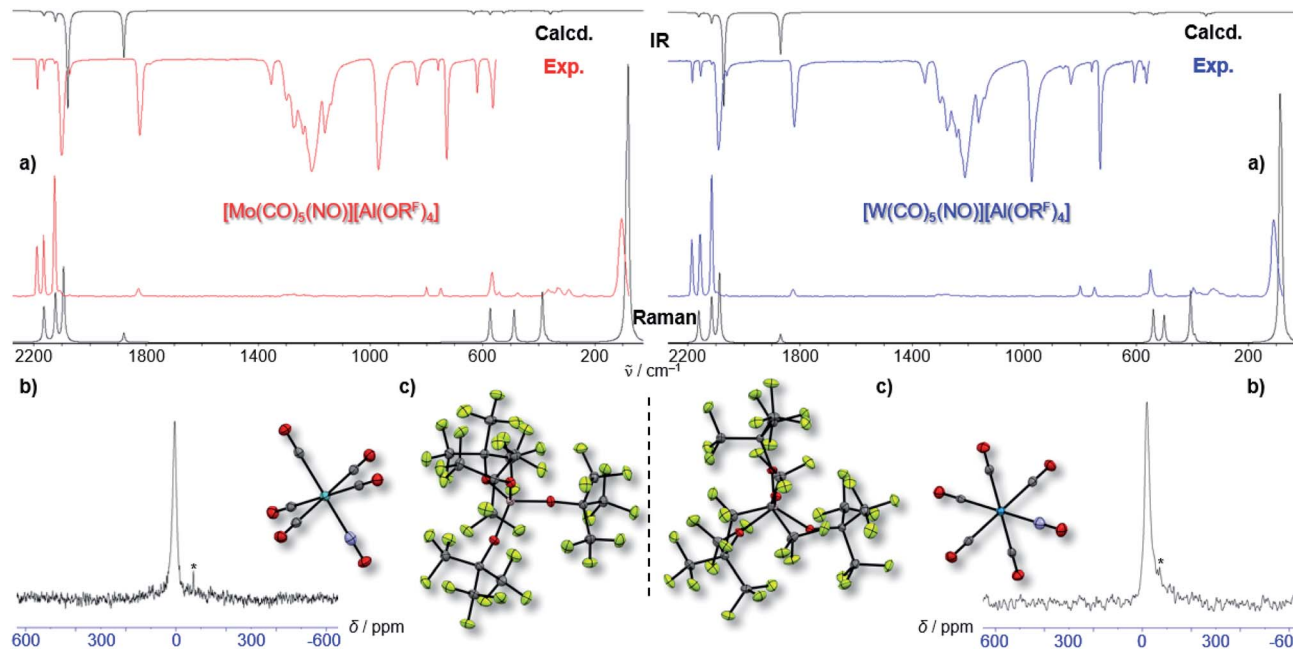 Calcd.
IR
Calcd.
Exp.
Exp.
a)
a)
[Mo(CO)₅(NO)][Al(ORᶠ)₄]
[W(CO)₅(NO)][Al(ORᶠ)₄]
Raman
2200 1800 1400 1000 600 200
2200 1800 1400 1000 600 200
ṽ / cm⁻¹
b)
c)
c)
b)
*
*
600 300 0 300 -600
δ / ppm
δ / ppm
600 300 0 -300 -60